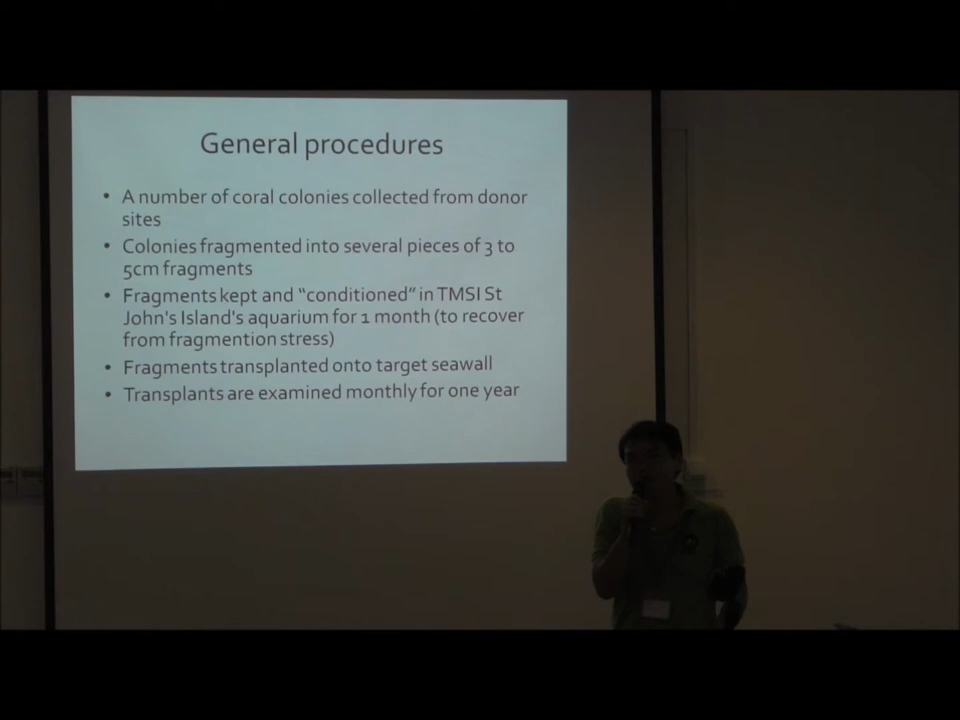 General procedures
• A number of coral colonies collected from donor
sites
• Colonies fragmented into several pieces of 3 to
5cm fragments
• Fragments kept and “conditioned” in TMSI St
John's Island's aquarium for 1 month (to recover
from fragmention stress)
• Fragments transplanted onto target seawall
• Transplants are examined monthly for one year